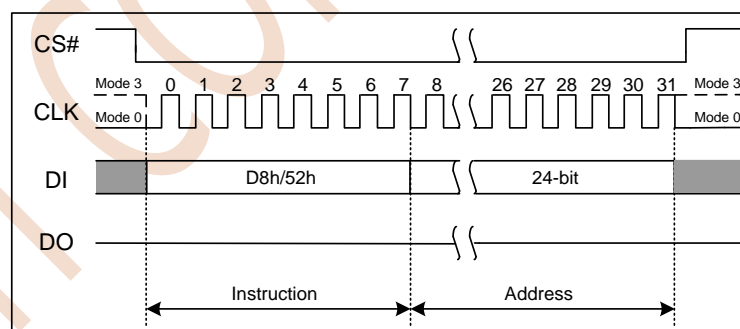 CS#
Mode 3 0 1 2 3 4 5 6 7 8 26 27 28 29 30 31 Mode 3
CLK
Mode 0 Mode 0
DI D8h/52h 24-bit
DO
Instruction Address